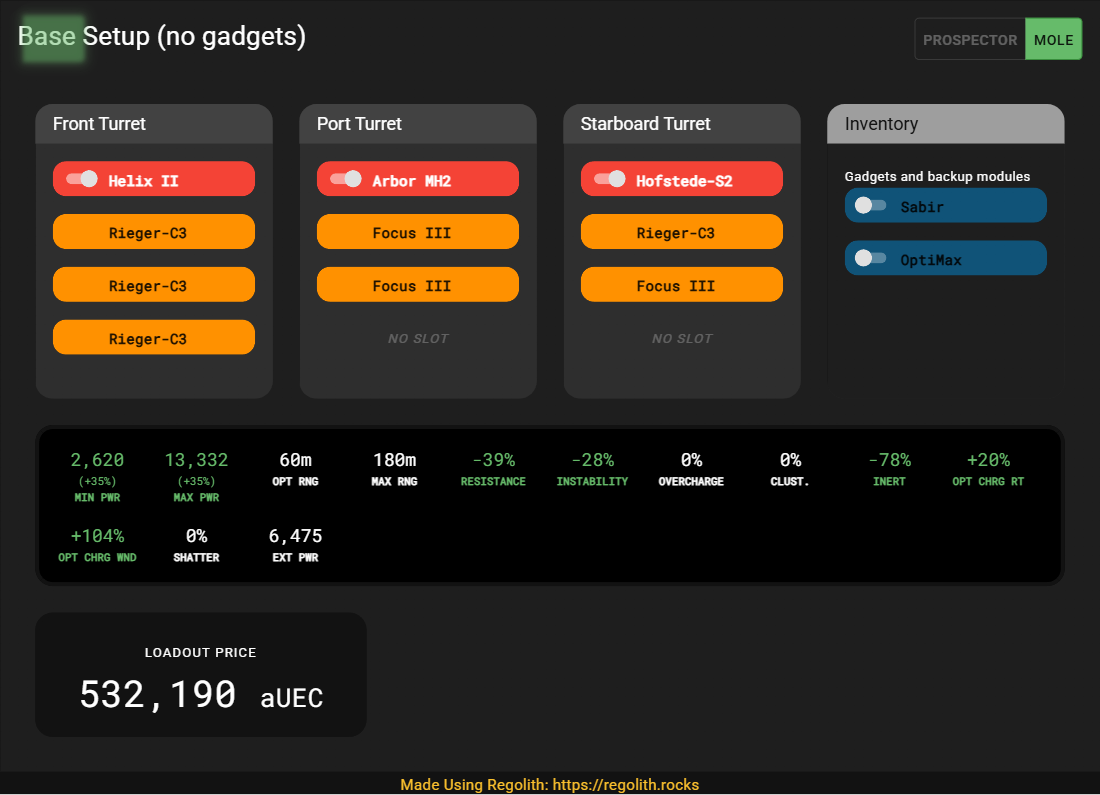 Base Setup (no gadgets)
PROSPECTOR
MOLE
Front Turret
Helix II
Rieger-C3
Rieger-C3
Rieger-C3
Port Turret
Arbor MH2
Focus III
Focus III
NO SLOT
Starboard Turret
Hofstede-S2
Rieger-C3
Focus III
NO SLOT
Inventory
Gadgets and backup modules
Sabir
OptiMax
2,620
(+35%)
MIN PWR
13,332
(+35%)
MAX PWR
60m
OPT RNG
180m
MAX RNG
-39%
RESISTANCE
-28%
INSTABILITY
0%
OVERCHARGE
0%
CLUST.
-78%
INERT
+20%
OPT CHRG RT
+104%
OPT CHRG WND
0%
SHATTER
6,475
EXT PWR
LOADOUT PRICE
532,190 aUEC
Made Using Regolith: https://regolith.rocks